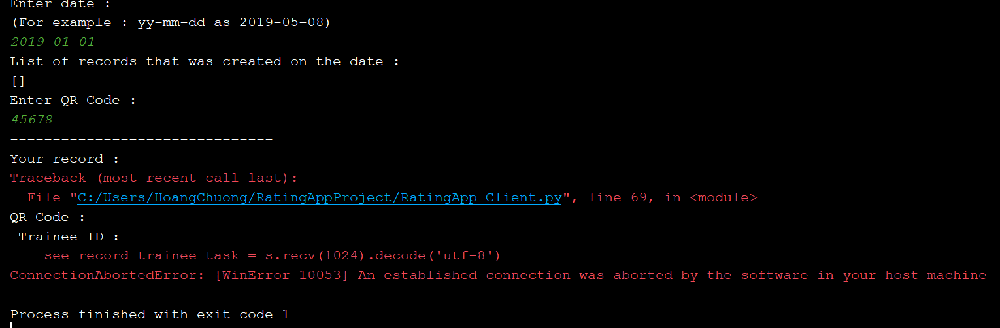 Enter date :
(For example : yy-mm-dd as 2019-05-08)
2019-01-01
List of records that was created on the date :
[]
Enter QR Code :
45678
-------------------------------
Your record :
Traceback (most recent call last):
  File "C:/Users/HoangChuong/RatingAppProject/RatingApp_Client.py", line 69, in <module>
QR Code :
 Trainee ID :
    see_record_trainee_task = s.recv(1024).decode('utf-8')
ConnectionAbortedError: [WinError 10053] An established connection was aborted by the software in your host machine
Process finished with exit code 1